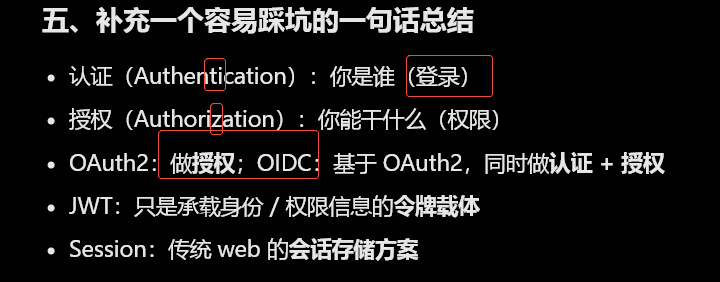 五、补充一个容易踩坑的一句话总结
• 认证（Authentication）：你是谁（登录）
• 授权（Authorization）：你能干什么（权限）
• OAuth2：做授权；OIDC：基于 OAuth2，同时做认证 + 授权
• JWT：只是承载身份 / 权限信息的令牌载体
• Session：传统 web 的会话存储方案